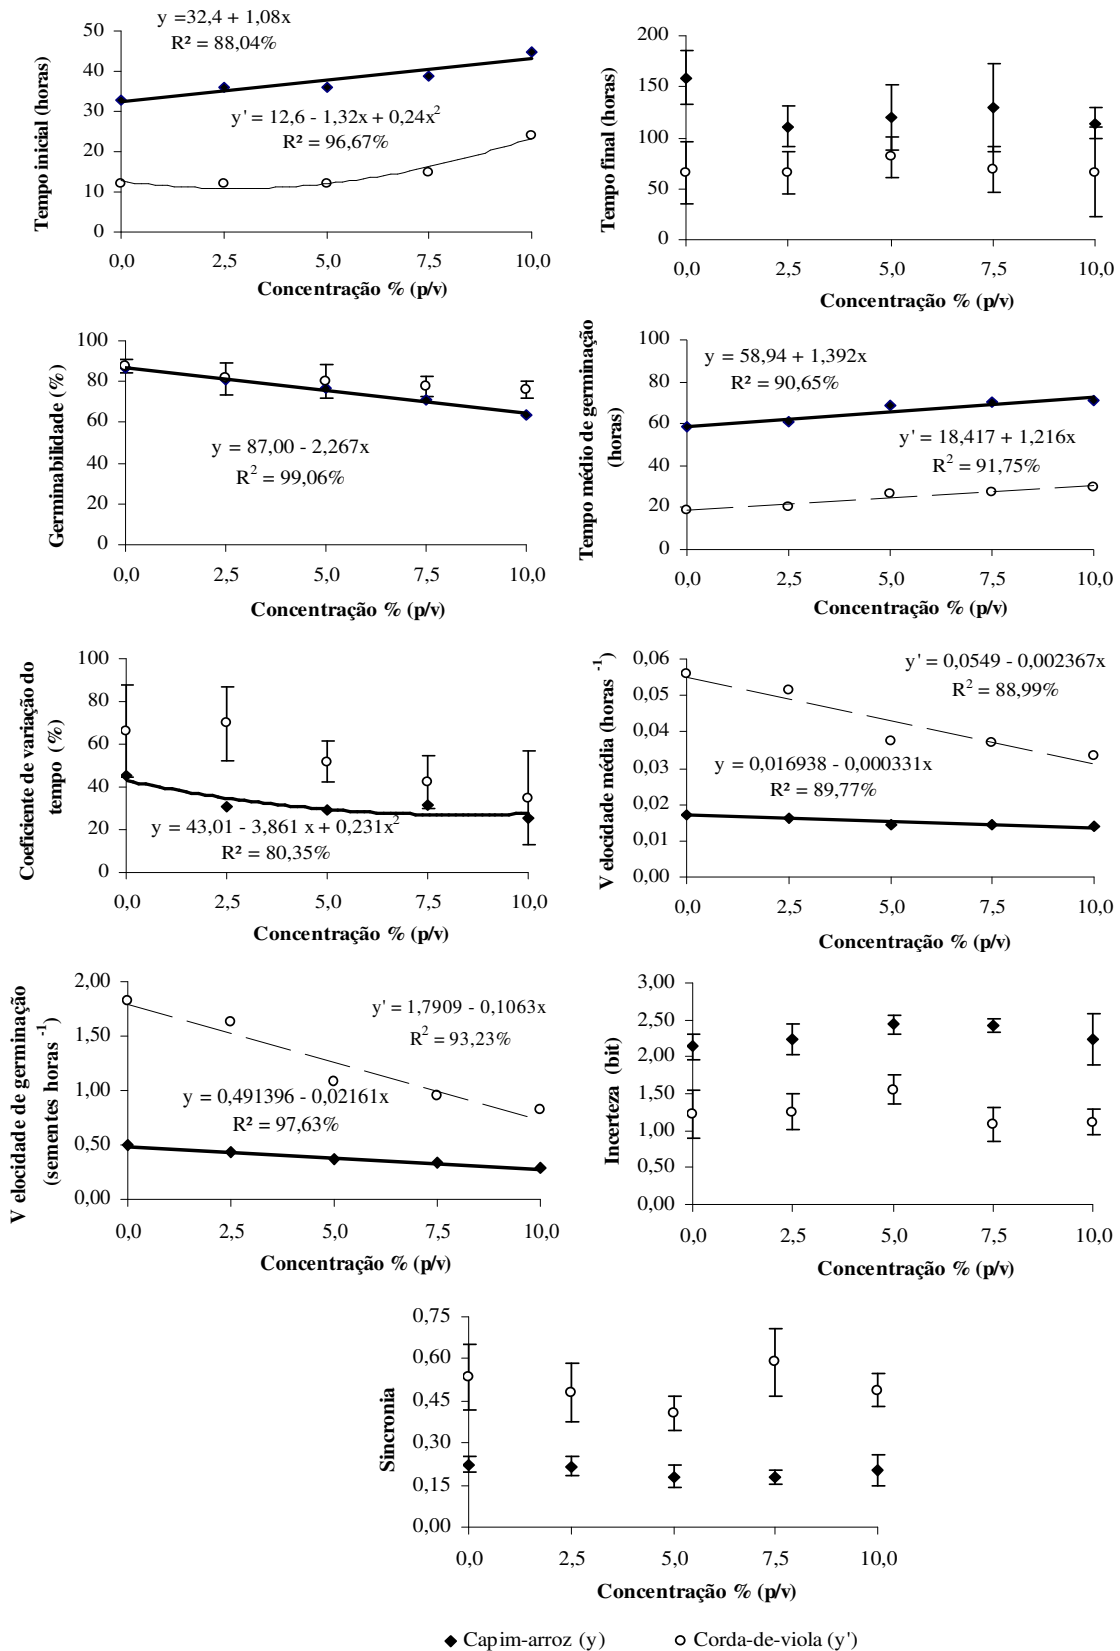 y =32,4 + 1,08x
R² = 88,04%
y' = 12,6 - 1,32x + 0,24x²
R² = 96,67%
Tempo inicial (horas)
50
40
30
20
10
0
0,0 2,5 5,0 7,5 10,0
Concentração % (p/v)
Tempo final (horas)
200
150
100
50
0
0,0 2,5 5,0 7,5 10,0
Concentração % (p/v)
Germinabilidade (%)
100
80
60
40
20
0
y = 87,00 - 2,267x
R² = 99,06%
0,0 2,5 5,0 7,5 10,0
Concentração % (p/v)
Tempo médio de germinação
(horas)
100
80
60
40
20
0
y = 58,94 + 1,392x
R² = 90,65%
y' = 18,417 + 1,216x
R² = 91,75%
0,0 2,5 5,0 7,5 10,0
Concentração % (p/v)
Coeficiente de variação do
tempo (%)
100
80
60
40
20
0
y = 43,01 - 3,861 x + 0,231x²
R² = 80,35%
0,0 2,5 5,0 7,5 10,0
Concentração % (p/v)
V elocidade média (horas ⁻¹)
0,06
0,05
0,04
0,03
0,02
0,01
0,00
y' = 0,0549 - 0,002367x
R² = 88,99%
y = 0,016938 - 0,000331x
R² = 89,77%
0,0 2,5 5,0 7,5 10,0
Concentração % (p/v)
V elocidade de germinação
(sementes horas ⁻¹)
2,00
1,50
1,00
0,50
0,00
y' = 1,7909 - 0,1063x
R² = 93,23%
y = 0,491396 - 0,02161x
R² = 97,63%
0,0 2,5 5,0 7,5 10,0
Concentração % (p/v)
Incerteza (bit)
3,00
2,50
2,00
1,50
1,00
0,50
0,00
0,0 2,5 5,0 7,5 10,0
Concentração % (p/v)
Sincronia
0,75
0,60
0,45
0,30
0,15
0,00
0,0 2,5 5,0 7,5 10,0
Concentração % (p/v)
Capim-arroz (y) Corda-de-viola (y')